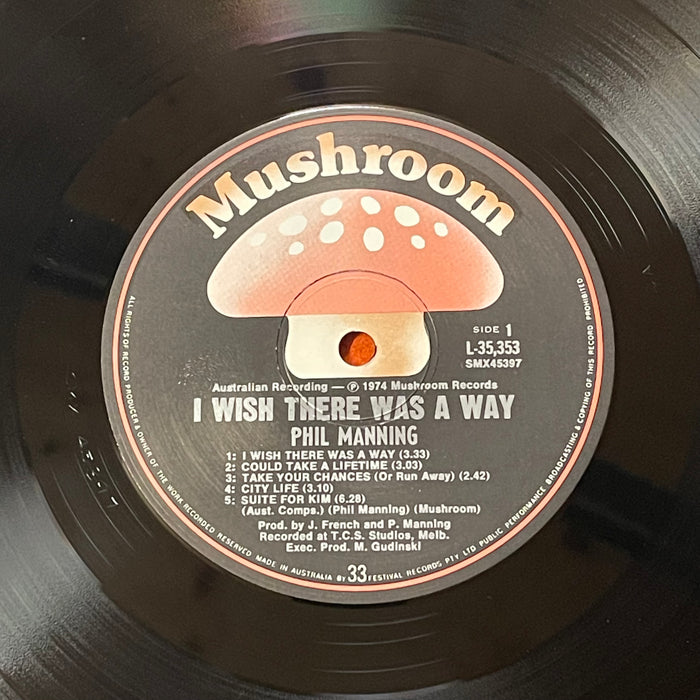 Mushroom
SIDE 1
L-35,353
SMX45397
Australian Recording — Ⓟ 1974 Mushroom Records
I WISH THERE WAS A WAY
PHIL MANNING
1: I WISH THERE WAS A WAY (3.33)
2: COULD TAKE A LIFETIME (3.03)
3: TAKE YOUR CHANCES (Or Run Away) (2.42)
4: CITY LIFE (3.10)
5: SUITE FOR KIM (6.28)
(Aust. Comps.) (Phil Manning) (Mushroom)
Prod. by J. French and P. Manning
Recorded at T.C.S. Studios, Melb.
Exec. Prod. M. Gudinski
ALL RIGHTS OF RECORD PRODUCER & OWNER OF THE WORK RECORDED RESERVED MADE IN AUSTRALIA By 33 FESTIVAL RECORDS PTY LTD PUBLIC PERFORMANCE BROADCASTING & COPYING OF THIS RECORD PROHIBITED